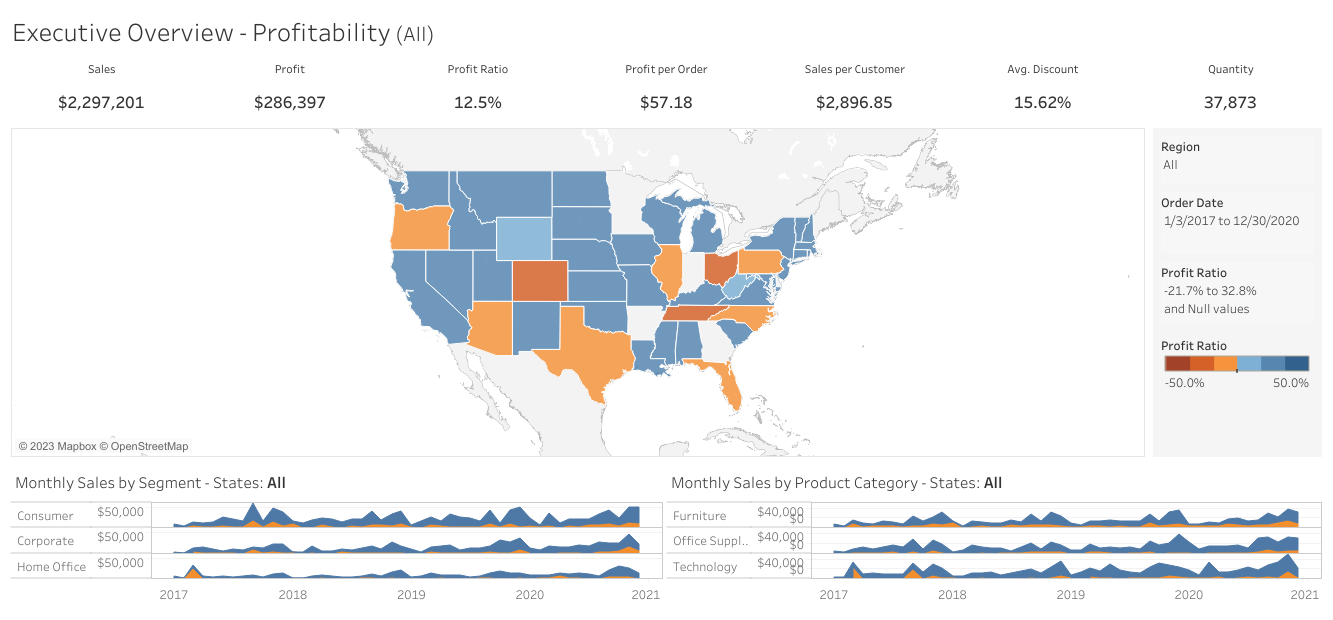 Executive Overview - Profitability (All)
Sales Profit Profit Ratio Profit per Order Sales per Customer Avg. Discount Quantity
$2,297,201 $286,397 12.5% $57.18 $2,896.85 15.62% 37,873
Region
All
Order Date
1/3/2017 to 12/30/2020
Profit Ratio
-21.7% to 32.8%
and Null values
Profit Ratio
-50.0% 50.0%
© 2023 Mapbox © OpenStreetMap
Monthly Sales by Segment - States: All
Consumer $50,000
Corporate $50,000
Home Office $50,000
2017 2018 2019 2020 2021
Monthly Sales by Product Category - States: All
Furniture $40,000
$0
Office Suppl.. $40,000
$0
Technology $40,000
$0
2017 2018 2019 2020 2021